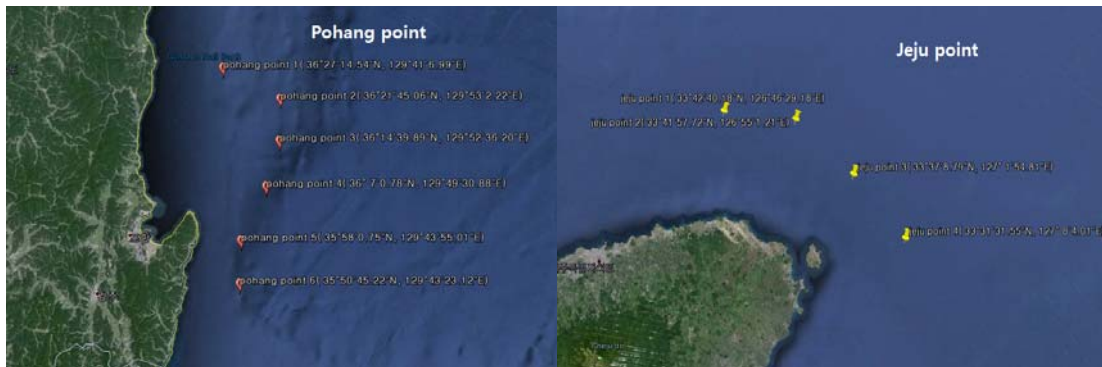 Pohang point
pohang point 1( 36°27'14.54"N, 129°41'6.99"E)
pohang point 2( 36°21'45.06"N, 129°53'2.22"E)
pohang point 3( 36°14'39.89"N, 129°52'36.20"E)
pohang point 4( 36° 7'0.78"N, 129°49'30.88"E)
pohang point 5( 35°58'0.75"N, 129°43'55.01"E)
pohang point 6( 35°50'45.22"N, 129°43'23.12"E)
Jeju point
jeju point 1( 33°42'40.18"N, 126°46'29.18"E)
jeju point 2( 33°41'57.72"N, 126°55'1.21"E)
jeju point 3( 33°37'8.79"N, 127° 1'54.81"E)
jeju point 4( 33°31'31.55"N, 127° 8'4.01"E)